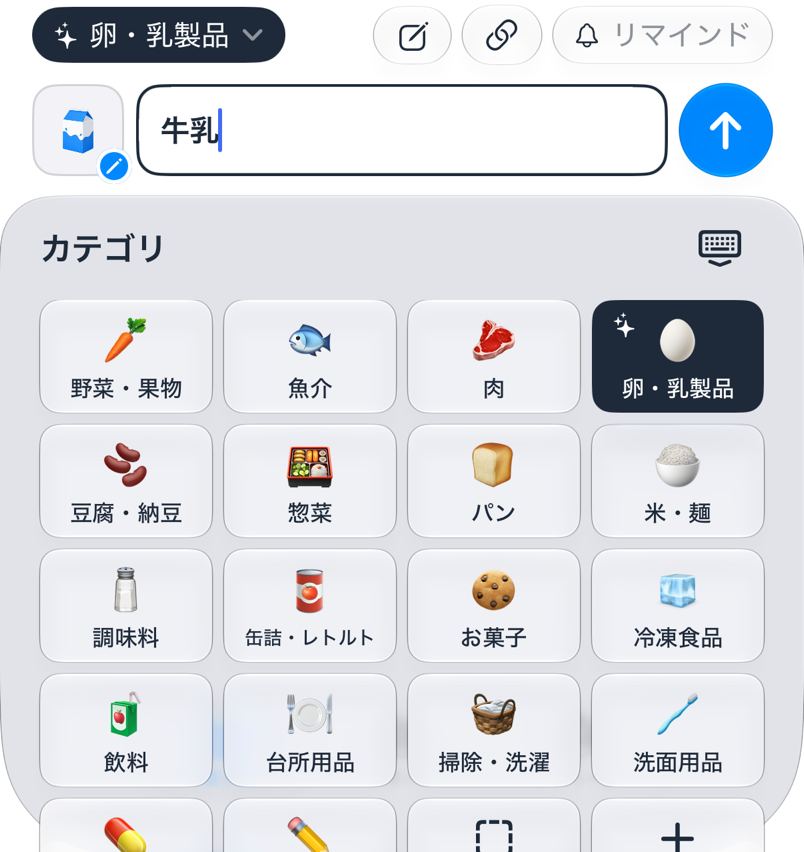 卵・乳製品
リマインド
牛乳
カテゴリ
野菜・果物
魚介
肉
卵・乳製品
豆腐・納豆
惣菜
パン
米・麺
調味料
缶詰・レトルト
お菓子
冷凍食品
飲料
台所用品
掃除・洗濯
洗面用品